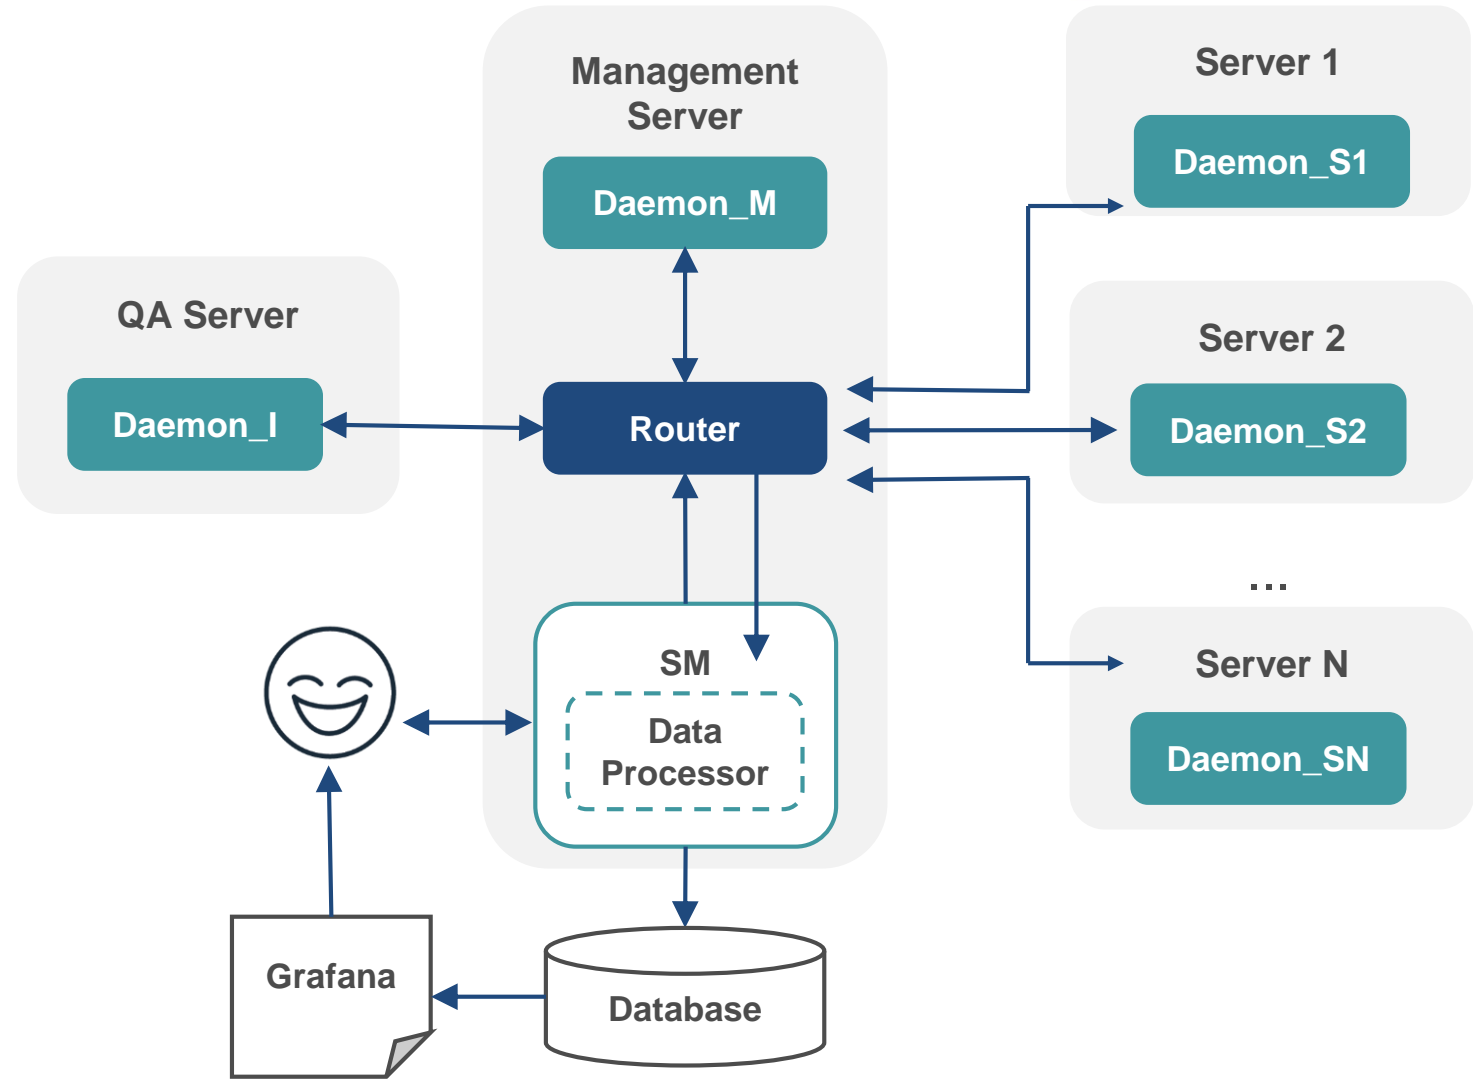 Management
Server
Daemon_M
Server 1
Daemon_S1
QA Server
Daemon_I
Router
Server 2
Daemon_S2
...
SM
Data
Processor
Server N
Daemon_SN
Grafana
Database